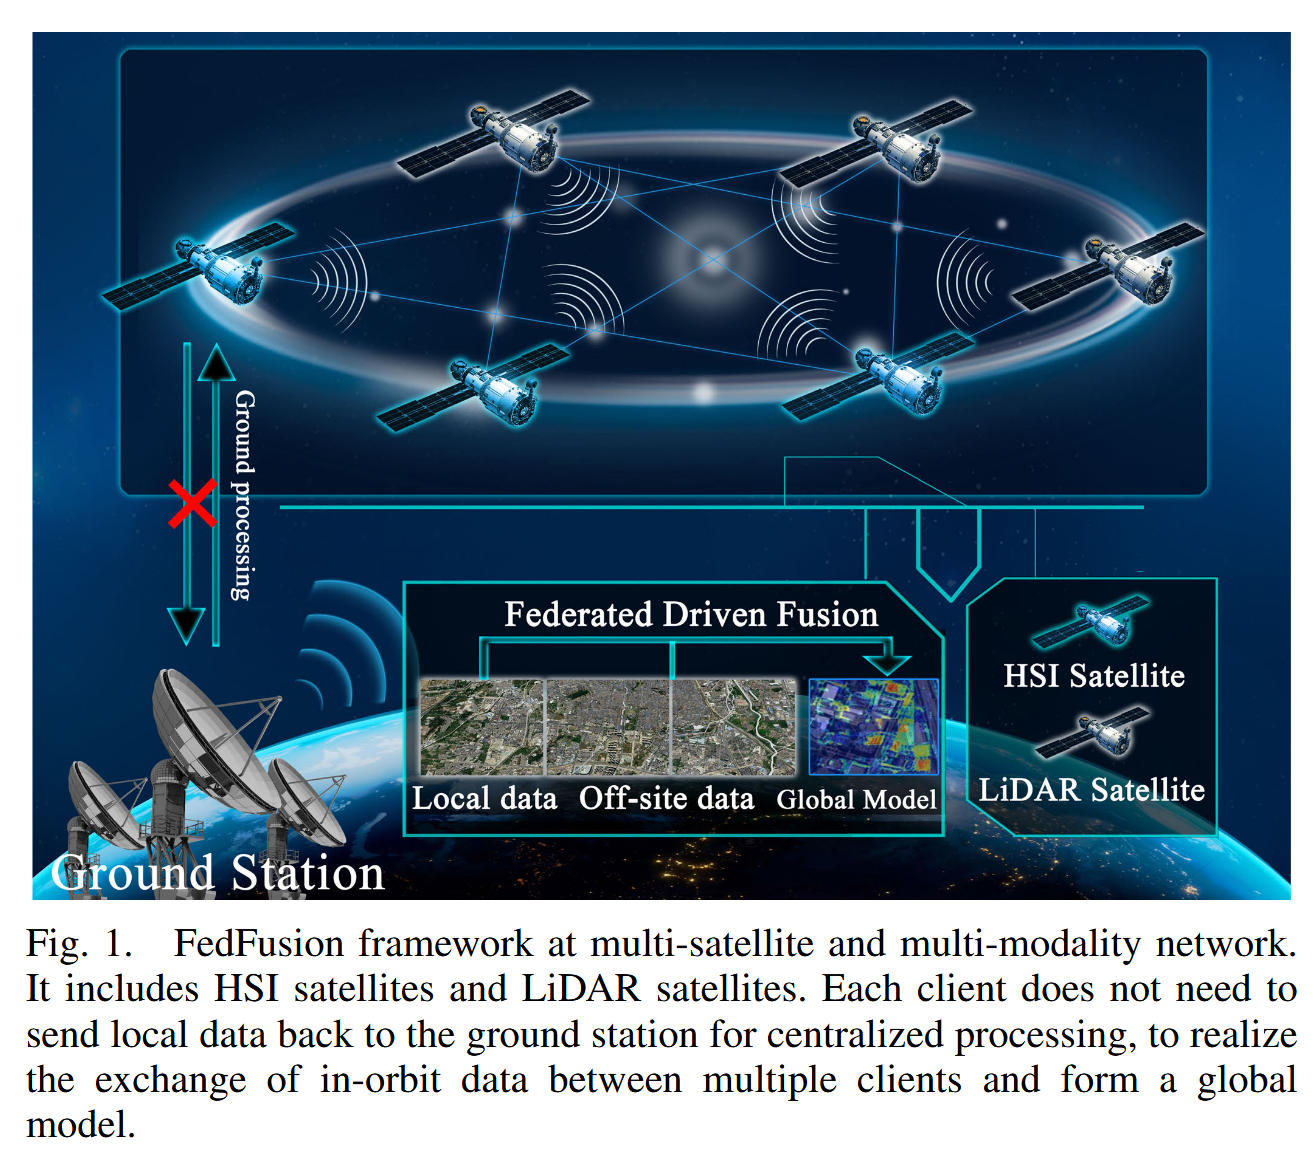 Ground processing
Federated Driven Fusion
Local data
Off-site data
Global Model
HSI Satellite
LiDAR Satellite
Ground Station
Fig. 1. FedFusion framework at multi-satellite and multi-modality network.
It includes HSI satellites and LiDAR satellites. Each client does not need to
send local data back to the ground station for centralized processing, to realize
the exchange of in-orbit data between multiple clients and form a global
model.